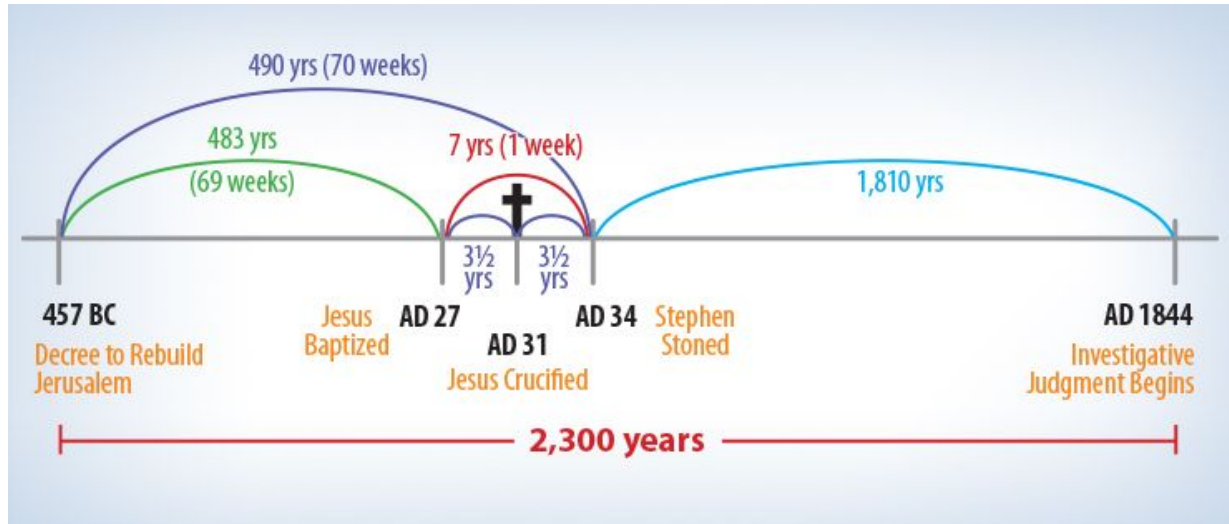 490 yrs (70 weeks)
483 yrs
(69 weeks)
7 yrs (1 week)
1,810 yrs
3½
yrs
3½
yrs
457 BC
Decree to Rebuild
Jerusalem
Jesus
Baptized
AD 27
AD 31
Jesus Crucified
AD 34
Stephen
Stoned
AD 1844
Investigative
Judgment Begins
2,300 years